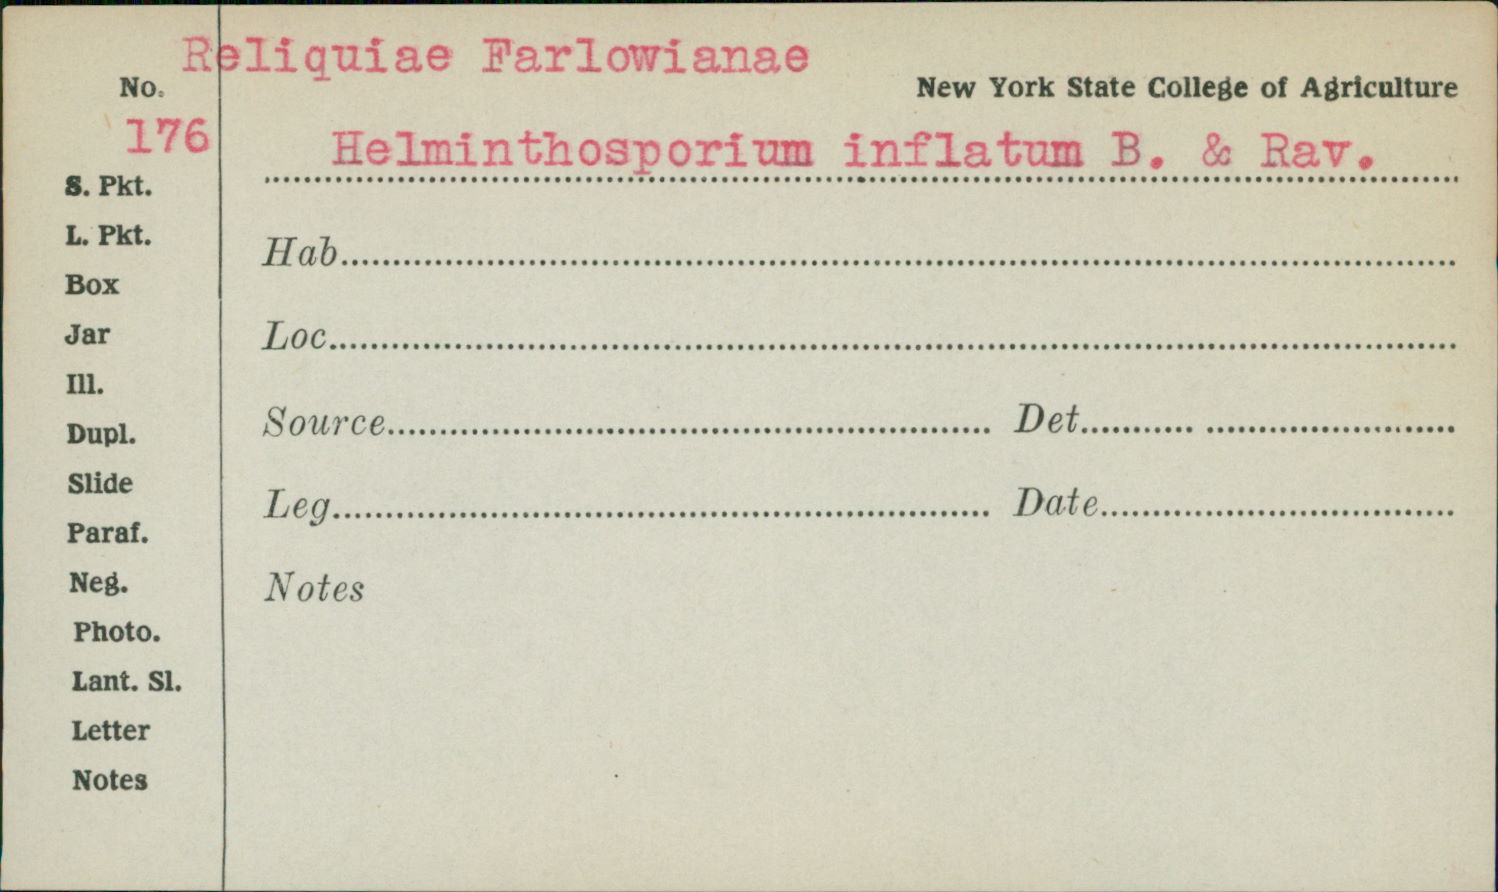 Reliquiae Farlowianae
No.
New York State College of Agriculture
176
Helminthosporium inflatum B. & Rav.
S. Pkt.
L. Pkt.
Hab
Box
Jar
Loc
Ill.
Dupl.
Source Det
Slide
Leg Date
Paraf.
Neg.
Notes
Photo.
Lant. Sl.
Letter
Notes